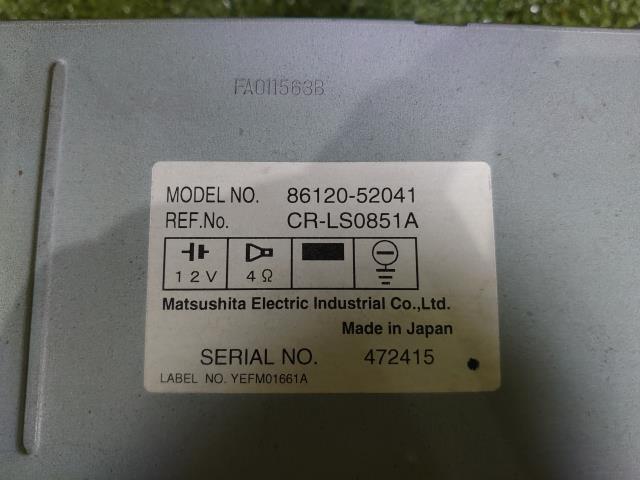 FA011563B
MODEL NO. 86120-52041
REF.No. CR-LS0851A
12V 4Ω
Matsushita Electric Industrial Co.,Ltd.
Made in Japan
SERIAL NO. 472415
LABEL NO. YEFM01661A